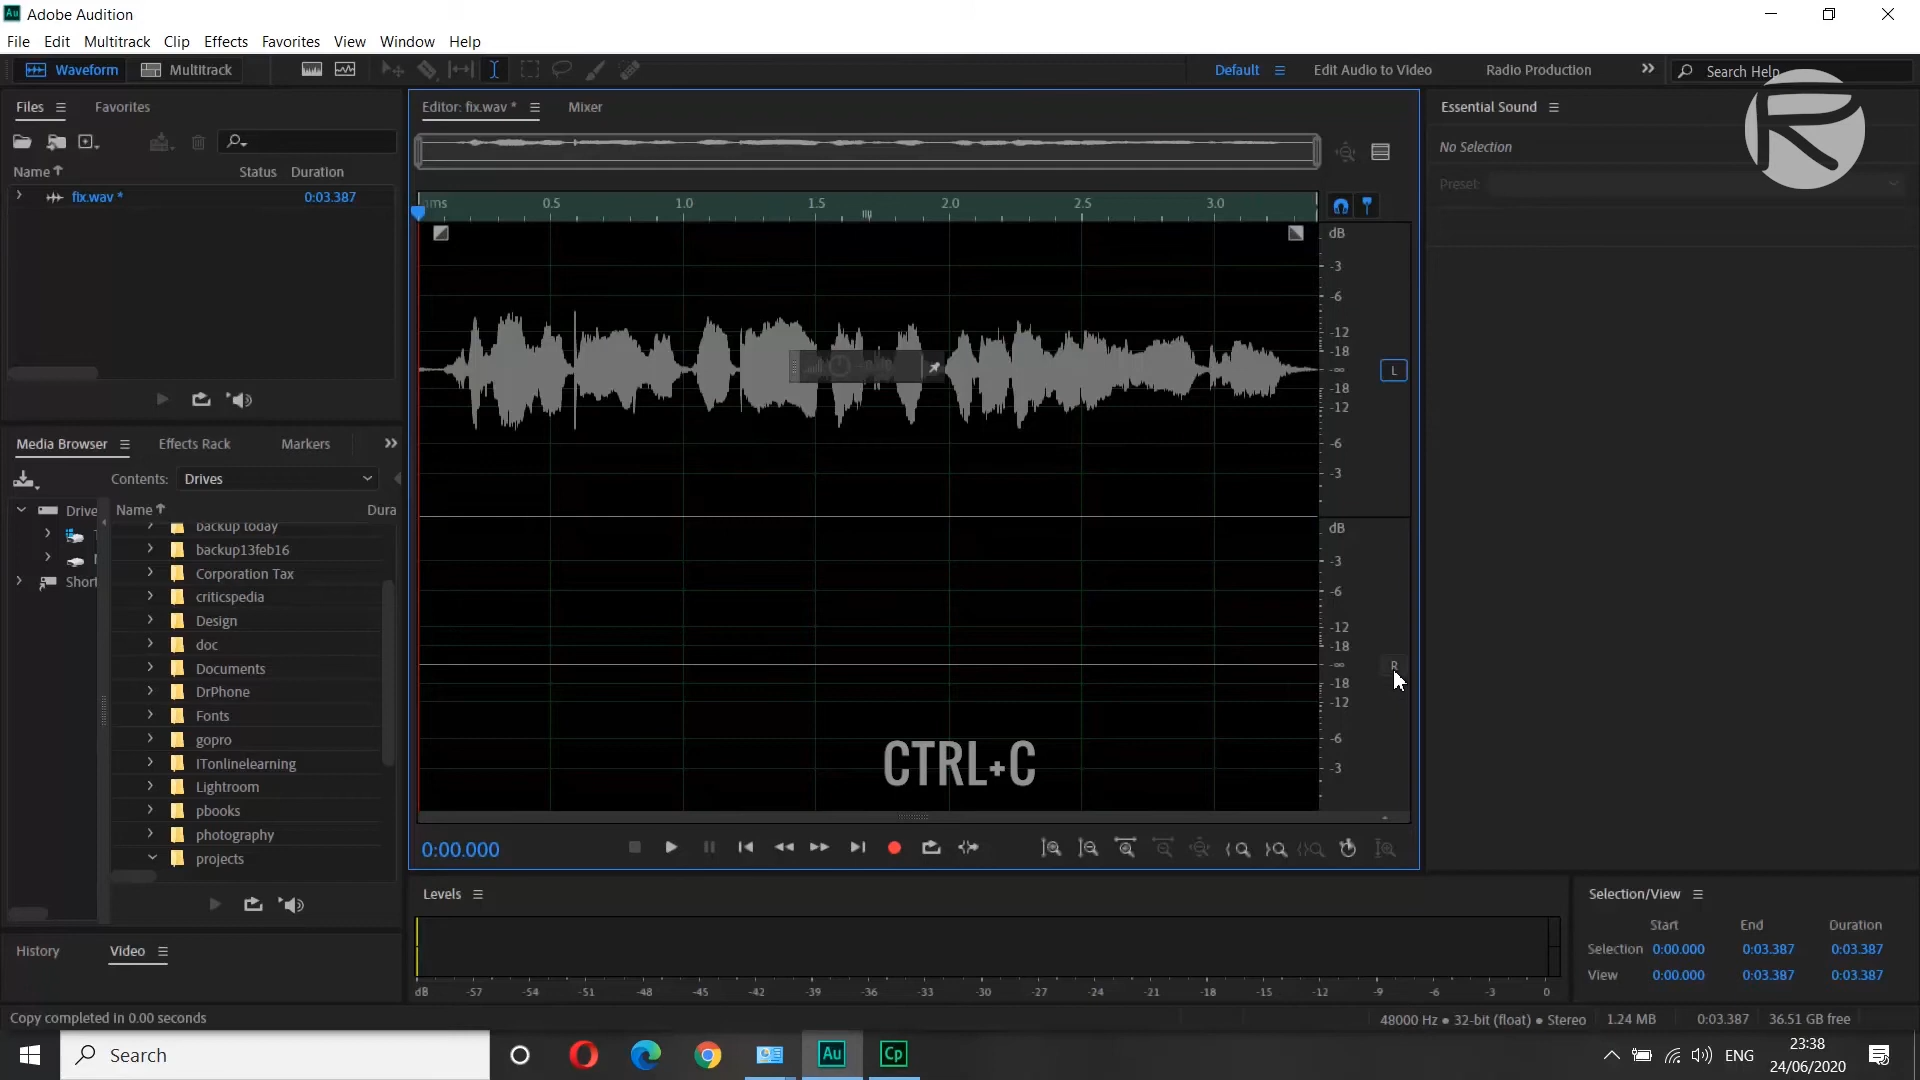 Adobe Audition
File Edit Multitrack Clip Effects Favorites View Window Help
Waveform Multitrack Default Edit Audio to Video Radio Production Search Help
Files Favorites
Name Status Duration
fix.wav * 0:03.387
Media Browser Effects Rack Markers
Contents: Drives
Drive
Short
Name Dura
backup today
backup13feb16
Corporation Tax
criticspedia
Design
doc
Documents
DrPhone
Fonts
gopro
ITonlinelearning
Lightroom
pbooks
photography
projects
History Video
Editor: fix.wav * Mixer
hms 0.5 1.0 1.5 2.0 2.5 3.0
dB
-3
-6
-12
-18
-∞
-18
-12
-6
-3
L
dB
-3
-6
-12
-18
-∞
-18
-12
-6
-3
R
CTRL+C
0:00.000
Levels
dB -57 -54 -51 -48 -45 -42 -39 -36 -33 -30 -27 -24 -21 -18 -15 -12 -9 -6 -3 0
Essential Sound
No Selection
Preset:
Selection/View
Start End Duration
Selection 0:00.000 0:03.387 0:03.387
View 0:00.000 0:03.387 0:03.387
Copy completed in 0.00 seconds
48000 Hz • 32-bit (float) • Stereo 1.24 MB 0:03.387 36.51 GB free
Search
Au
Cp
ENG
23:38
24/06/2020